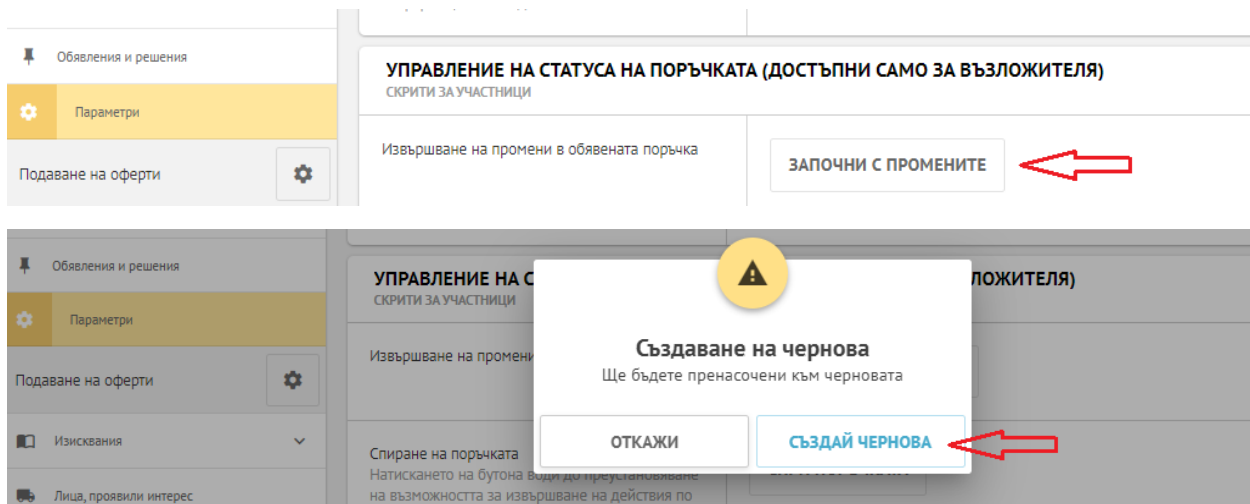 Обявления и решения
УПРАВЛЕНИЕ НА СТАТУСА НА ПОРЪЧКАТА (ДОСТЪПНИ САМО ЗА ВЪЗЛОЖИТЕЛЯ)
СКРИТИ ЗА УЧАСТНИЦИ
Параметри
Извършване на промени в обявената поръчка
ЗАПОЧНИ С ПРОМЕНИТЕ
Подаване на оферти
Обявления и решения
УПРАВЛЕНИЕ НА С
ЛОЖИТЕЛЯ)
СКРИТИ ЗА УЧАСТНИЦИ
Параметри
Извършване на промени
Създаване на чернова
Ще бъдете пренасочени към черновата
Подаване на оферти
ОТКАЖИ
СЪЗДАЙ ЧЕРНОВА
Изисквания
Спиране на поръчката
Натискането на бутона води до преустановяване
Лица, проявили интерес
на възможността за извършване на действия по